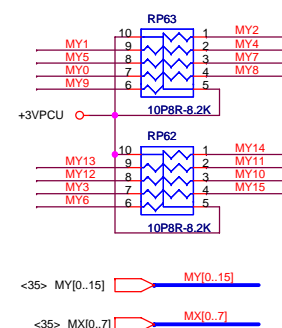 RP63
10 1 MY2
MY1 9 2 MY4
MY5 8 3 MY7
MY0 7 4 MY8
MY9 6 5
+3VPCU 10P8R-8.2K
RP62
10 1 MY14
MY13 9 2 MY11
MY12 8 3 MY10
MY3 7 4 MY15
MY6 6 5
10P8R-8.2K
<35> MY[0..15] MY[0..15]
<35> MX[0..7] MX[0..7]